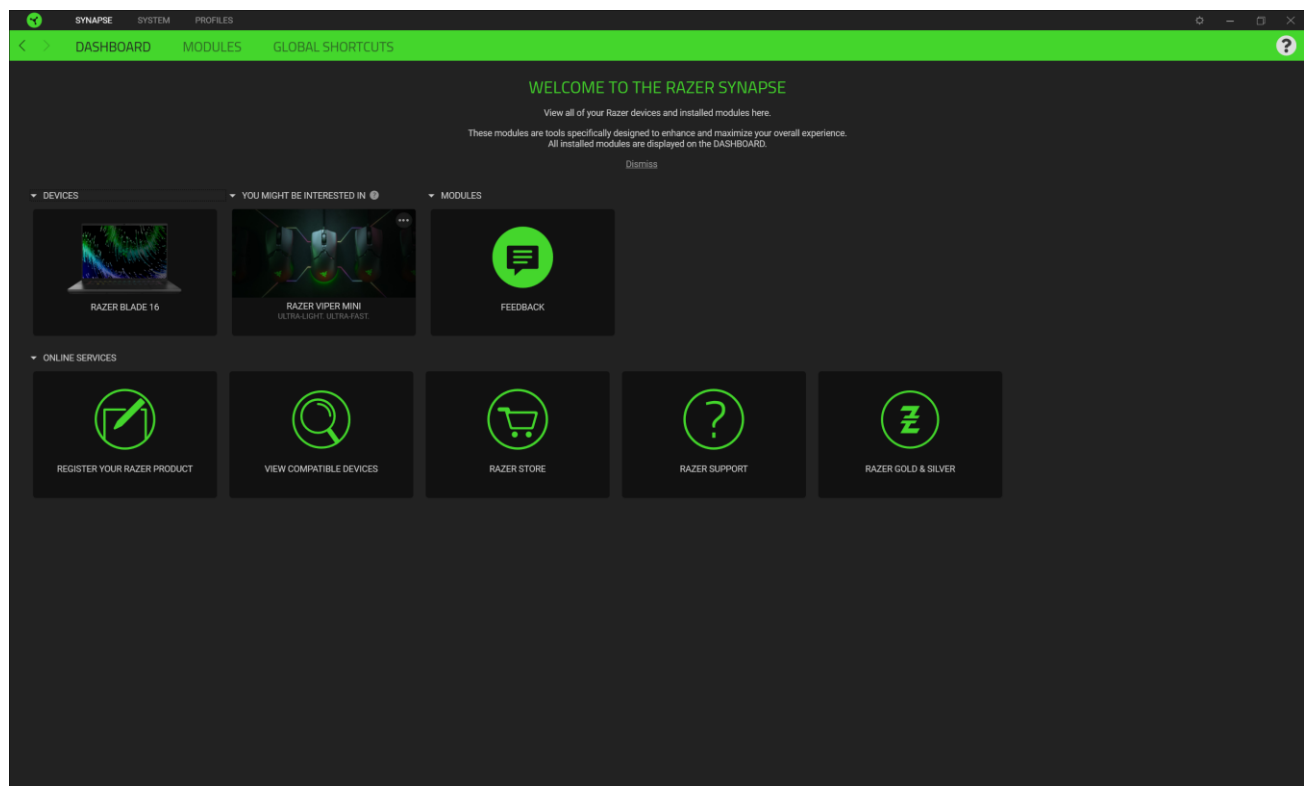 SYNAPSE SYSTEM PROFILES
DASHBOARD MODULES GLOBAL SHORTCUTS ?
WELCOME TO THE RAZER SYNAPSE
View all of your Razer devices and installed modules here.
These modules are tools specifically designed to enhance and maximize your overall experience.
All installed modules are displayed on the DASHBOARD.
Dismiss
DEVICES
YOU MIGHT BE INTERESTED IN ?
MODULES
RAZER BLADE 16
RAZER VIPER MINI
ULTRA-LIGHT. ULTRA-FAST.
FEEDBACK
ONLINE SERVICES
REGISTER YOUR RAZER PRODUCT
VIEW COMPATIBLE DEVICES
RAZER STORE
?
RAZER SUPPORT
RAZER GOLD & SILVER